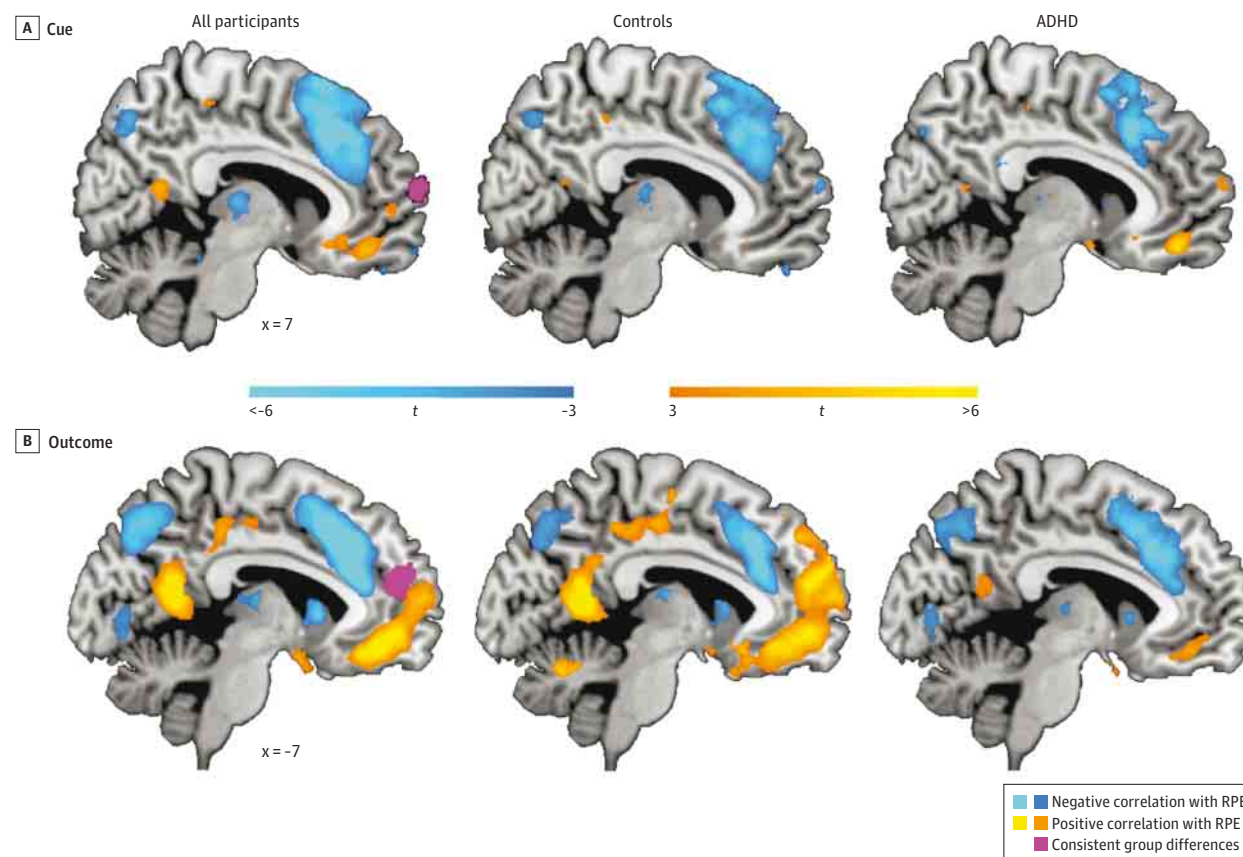 A Cue
All participants
Controls
ADHD
x = 7
<-6 t -3
3 t >6
B Outcome
x = -7
Negative correlation with RPE
Positive correlation with RPE
Consistent group differences